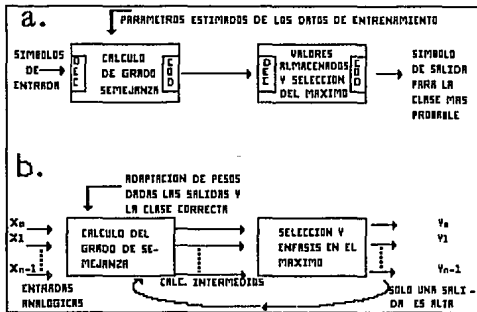 a.
PARAMETROS ESTIMADOS DE LOS DATOS DE ENTRENAMIENTO
SIMBOLOS
DE
ENTRADA
DEC
CALCULO
DE GRADO
SEMEJANZA
COD
DEC
VALORES
ALMACENADOS
Y SELECCION
DEL MAXIMO
COD
SIMBOLO
DE SALIDA
PARA LA
CLASE MAS
PROBABLE
b.
ADAPTACION DE PESOS
DADAS LAS SALIDAS Y
LA CLASE CORRECTA
X0
X1
Xn-1
ENTRADAS
ANALOGICAS
CALCULO DEL
GRADO DE SE-
MEJANZA
CALC. INTERMEDIOS
SELECCION Y
ENFASIS EN EL
MAXIMO
Y0
Y1
Yn-1
SOLO UNA SALI-
DA ES ALTA